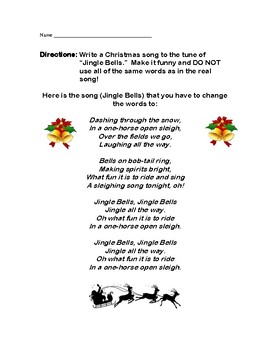 Name
Directions: Write a Christmas song to the tune of
"Jingle Bells." Make it funny and DO NOT
use all of the same words as in the real
song!
Here is the song (Jingle Bells) that you have to change
the words to:
Dashing through the snow,
In a one-horse open sleigh,
Over the fields we go,
Laughing all the way.
Bells on bob-tail ring,
Making spirits bright,
What fun it is to ride and sing
A sleighing song tonight, oh!
Jingle Bells, Jingle Bells
Jingle all the way.
Oh what fun it is to ride
In a one-horse open sleigh.
Jingle Bells, Jingle Bells
Jingle all the way.
Oh what fun it is to ride
In a one-horse open sleigh.